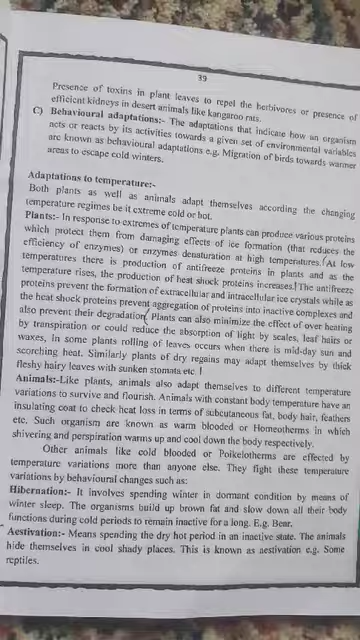 39
Presence of toxins in plant leaves to repel the herbivores or presence of
efficient kidneys in desert animals like kangaroo rats.
C) Behavioural adaptations:- The adaptations that indicate how an organism
acts or reacts by its activities towards a given set of environmental variables
are known as behavioural adaptations e.g. Migration of birds towards warmer
areas to escape cold winters.
Adaptations to temperature:-
Both plants as well as animals adapt themselves according the changing
temperature regimes be it extreme cold or hot.
Plants:- In response to extremes of temperature plants can produce various proteins
which protect them from damaging effects of ice formation (that reduces the
efficiency of enzymes) or enzymes denaturation at high temperatures. At low
temperatures there is production of antifreeze proteins in plants and as the
temperature rises, the production of heat shock proteins increases. The antifreeze
proteins prevent the formation of extracellular and intracellular ice crystals while as
the heat shock proteins prevent aggregation of proteins into inactive complexes and
also prevent their degradation. Plants can also minimize the effect of over heating
by transpiration or could reduce the absorption of light by scales, leaf hairs or
waxes, in some plants rolling of leaves occurs when there is mid-day sun and
scorching heat. Similarly plants of dry regains may adapt themselves by thick
fleshy hairy leaves with sunken stomata etc.
Animals:-Like plants, animals also adapt themselves to different temperature
variations to survive and flourish. Animals with constant body temperature have an
insulating coat to check heat loss in terms of subcutaneous fat, body hair, feathers
etc. Such organism are known as warm blooded or Homeotherms in which
shivering and perspiration warms up and cool down the body respectively.
Other animals like cold blooded or Poikelotherms are effected by
temperature variations more than anyone else. They fight these temperature
variations by behavioural changes such as:
Hibernation:- It involves spending winter in dormant condition by means of
winter sleep. The organisms build up brown fat and slow down all their body
functions during cold periods to remain inactive for a long. E.g. Bear.
Aestivation:- Means spending the dry hot period in an inactive state. The animals
hide themselves in cool shady places. This is known as aestivation e.g. Some
reptiles.